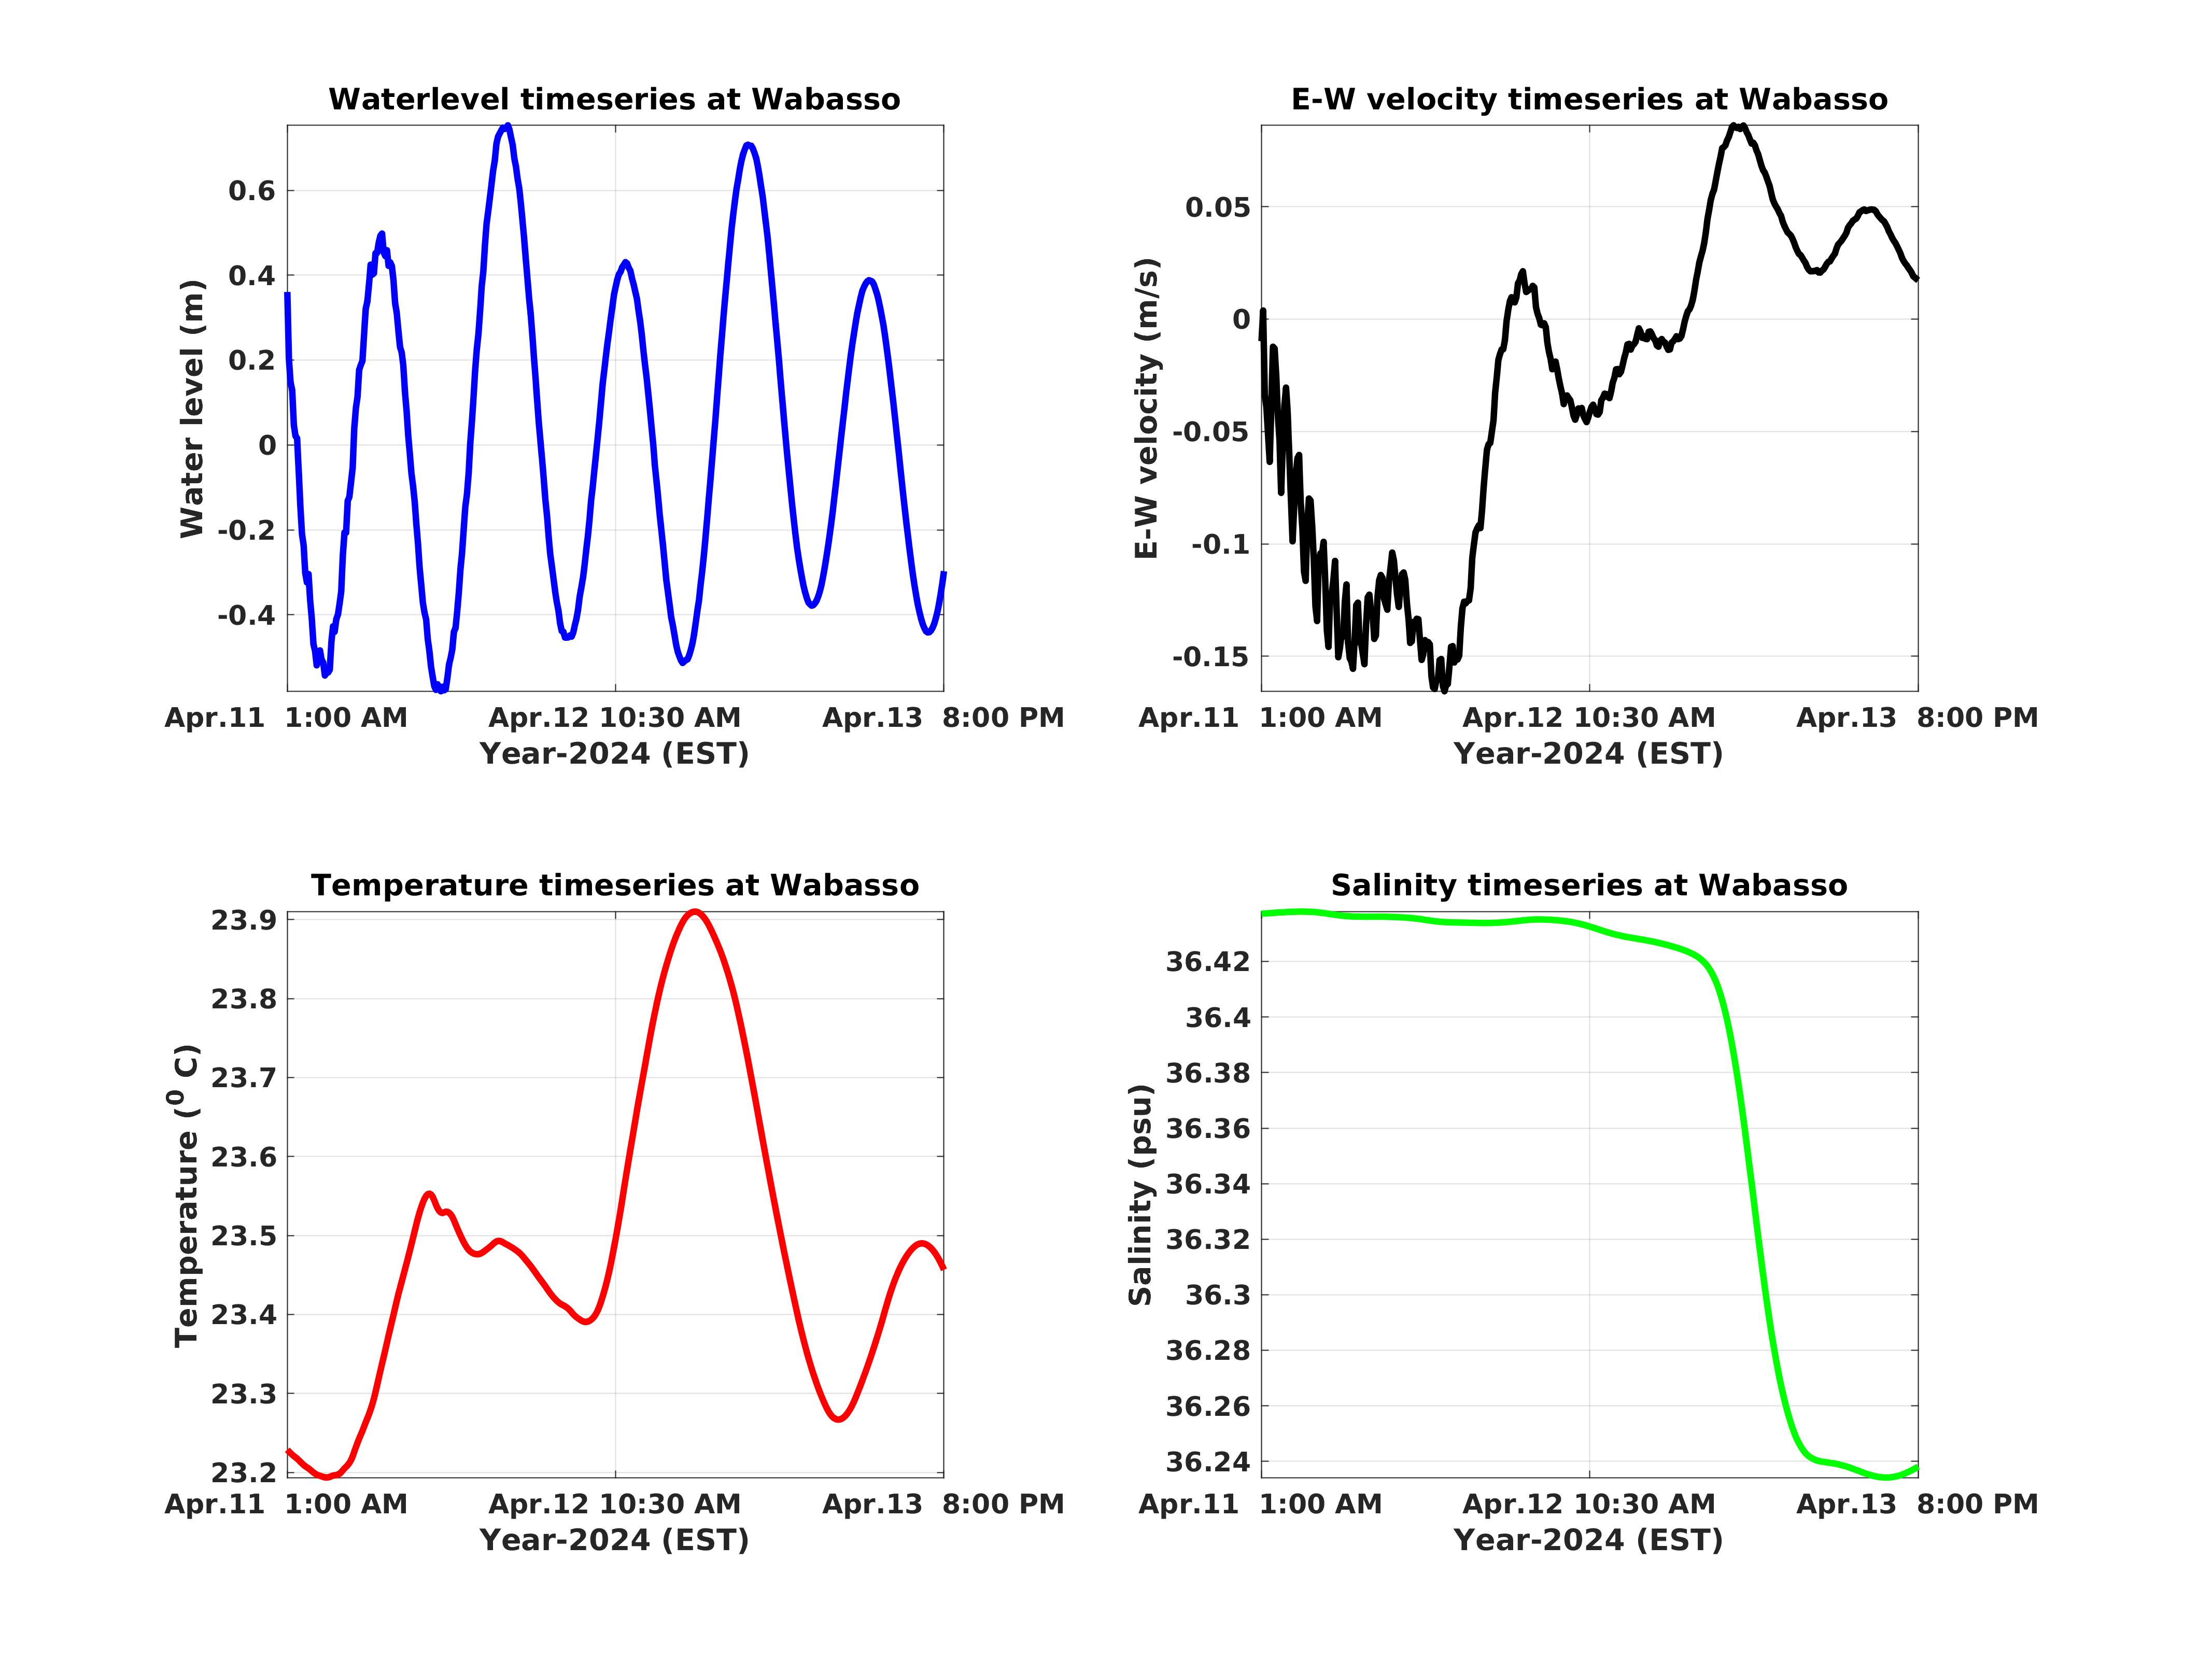 Waterlevel timeseries at Wabasso
Water level (m)
0.6
0.4
0.2
0
-0.2
-0.4
Apr.11 1:00 AM Apr.12 10:30 AM Apr.13 8:00 PM
Year-2024 (EST)
E-W velocity timeseries at Wabasso
E-W velocity (m/s)
0.05
0
-0.05
-0.1
-0.15
Apr.11 1:00 AM Apr.12 10:30 AM Apr.13 8:00 PM
Year-2024 (EST)
Temperature timeseries at Wabasso
Temperature (⁰ C)
23.9
23.8
23.7
23.6
23.5
23.4
23.3
23.2
Apr.11 1:00 AM Apr.12 10:30 AM Apr.13 8:00 PM
Year-2024 (EST)
Salinity timeseries at Wabasso
Salinity (psu)
36.42
36.4
36.38
36.36
36.34
36.32
36.3
36.28
36.26
36.24
Apr.11 1:00 AM Apr.12 10:30 AM Apr.13 8:00 PM
Year-2024 (EST)